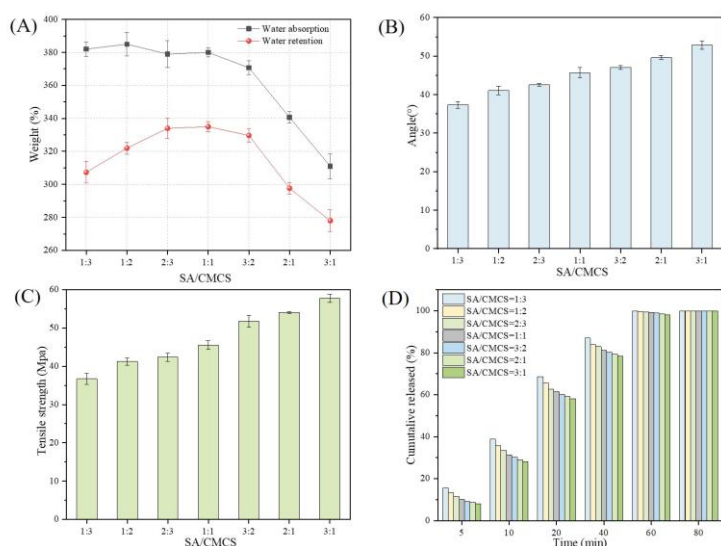 (A)
Water absorption
Water retention
400
380
360
340
320
300
280
260
Weight (%)
1:3 1:2 2:3 1:1 3:2 2:1 3:1
SA/CMCS
(B)
60
50
40
30
20
10
0
Angle(°)
1:3 1:2 2:3 1:1 3:2 2:1 3:1
SA/CMCS
(C)
60
50
40
30
20
10
0
Tensile strength (Mpa)
1:3 1:2 2:3 1:1 3:2 2:1 3:1
SA/CMCS
(D)
SA/CMCS=1:3
SA/CMCS=1:2
SA/CMCS=2:3
SA/CMCS=1:1
SA/CMCS=3:2
SA/CMCS=2:1
SA/CMCS=3:1
100
80
60
40
20
0
Cumutative released (%)
5 10 20 40 60 80
Time (min)